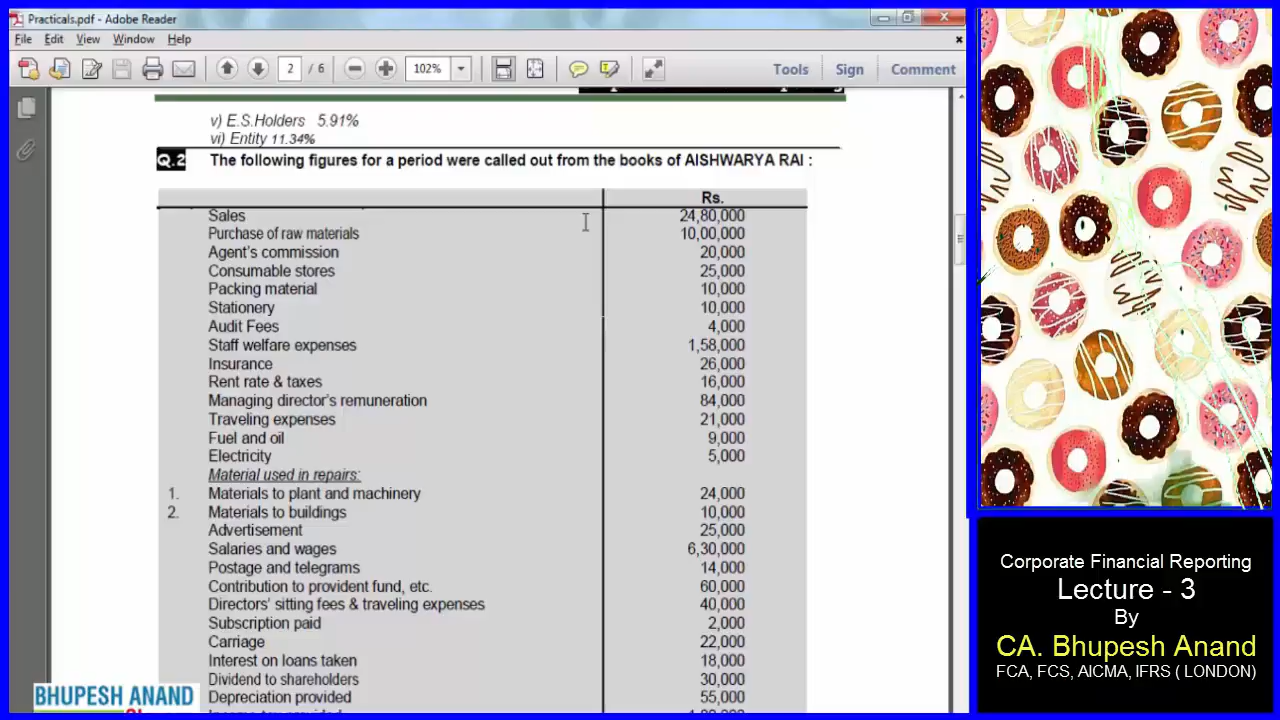 Practicals.pdf - Adobe Reader
File Edit View Window Help
2 / 6 102% Tools Sign Comment
v) E.S.Holders 5.91%
vi) Entity 11.34%
Q.2 The following figures for a period were called out from the books of AISHWARYA RAI :
Rs.
Sales 24,80,000
Purchase of raw materials 10,00,000
Agent's commission 20,000
Consumable stores 25,000
Packing material 10,000
Stationery 10,000
Audit Fees 4,000
Staff welfare expenses 1,58,000
Insurance 26,000
Rent rate & taxes 16,000
Managing director's remuneration 84,000
Traveling expenses 21,000
Fuel and oil 9,000
Electricity 5,000
Material used in repairs:
1. Materials to plant and machinery 24,000
2. Materials to buildings 10,000
Advertisement 25,000
Salaries and wages 6,30,000
Postage and telegrams 14,000
Contribution to provident fund, etc. 60,000
Directors' sitting fees & traveling expenses 40,000
Subscription paid 2,000
Carriage 22,000
Interest on loans taken 18,000
Dividend to shareholders 30,000
Depreciation provided 55,000
BHUPESH ANAND
Corporate Financial Reporting
Lecture - 3
By
CA. Bhupesh Anand
FCA, FCS, AICMA, IFRS ( LONDON)